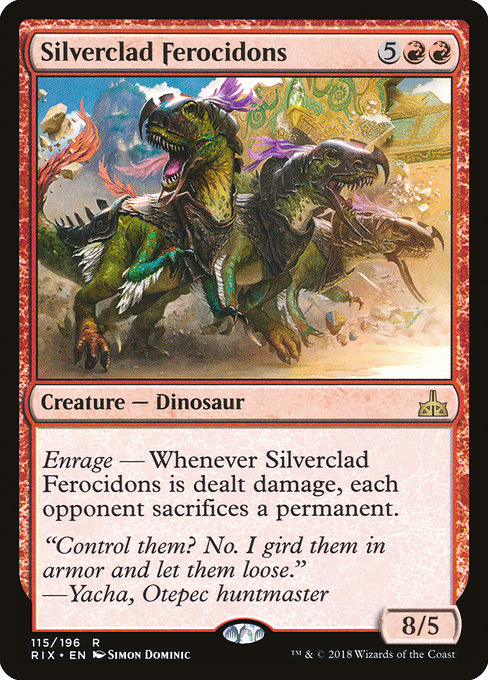 Silverclad Ferocidons 5
Creature — Dinosaur
Enrage — Whenever Silverclad
Ferocidons is dealt damage, each
opponent sacrifices a permanent.
“Control them? No. I gird them in
armor and let them loose.”
—Yacha, Otepec huntmaster
8/5
115/196 R
RIX • EN Simon Dominic
™ & © 2018 Wizards of the Coast